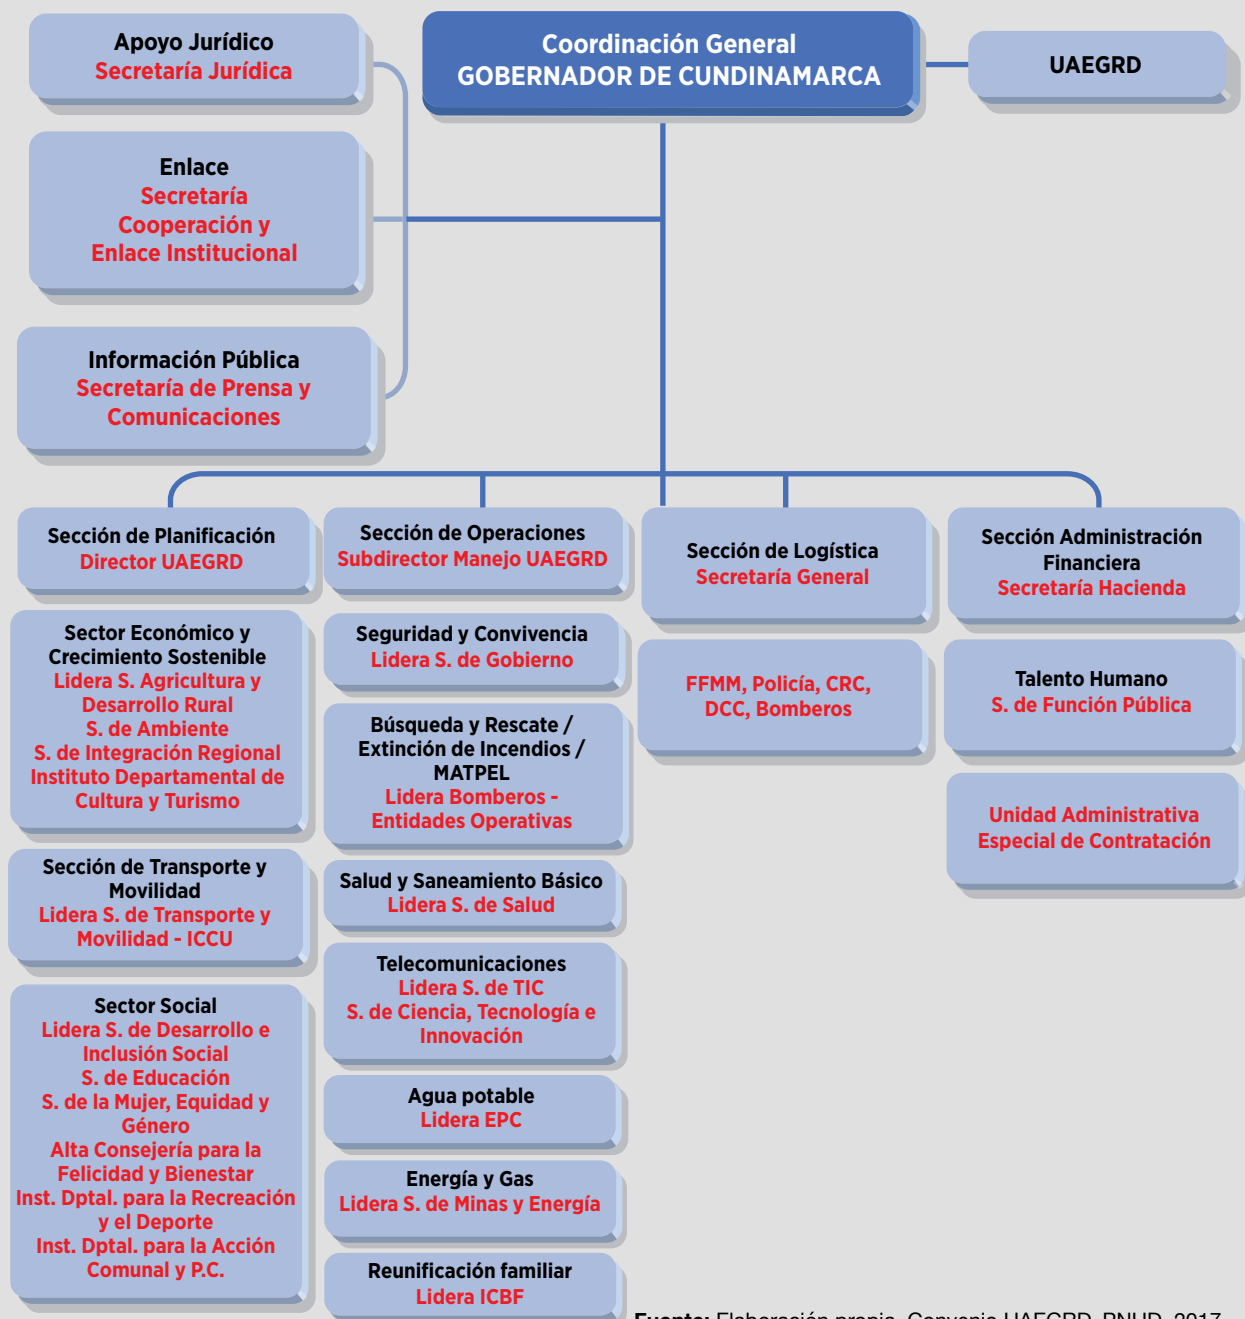 Apoyo Jurídico
Secretaría Jurídica
Coordinación General
GOBERNADOR DE CUNDINAMARCA
UAEGRD
Enlace
Secretaría
Cooperación y
Enlace Institucional
Información Pública
Secretaría de Prensa y
Comunicaciones
Sección de Planificación
Director UAEGRD
Sector Económico y
Crecimiento Sostenible
Lidera S. Agricultura y
Desarrollo Rural
S. de Ambiente
S. de Integración Regional
Instituto Departamental de
Cultura y Turismo
Sección de Transporte y
Movilidad
Lidera S. de Transporte y
Movilidad - ICCU
Sector Social
Lidera S. de Desarrollo e
Inclusión Social
S. de Educación
S. de la Mujer, Equidad y
Género
Alta Consejería para la
Felicidad y Bienestar
Inst. Dptal. para la Recreación
y el Deporte
Inst. Dptal. para la Acción
Comunal y P.C.
Sección de Operaciones
Subdirector Manejo UAEGRD
Seguridad y Convivencia
Lidera S. de Gobierno
Búsqueda y Rescate /
Extinción de Incendios /
MATPEL
Lidera Bomberos -
Entidades Operativas
Salud y Saneamiento Básico
Lidera S. de Salud
Telecomunicaciones
Lidera S. de TIC
S. de Ciencia, Tecnología e
Innovación
Agua potable
Lidera EPC
Energía y Gas
Lidera S. de Minas y Energía
Reunificación familiar
Lidera ICBF
Sección de Logística
Secretaría General
FFMM, Policía, CRC,
DCC, Bomberos
Sección Administración
Financiera
Secretaría Hacienda
Talento Humano
S. de Función Pública
Unidad Administrativa
Especial de Contratación
Fuente: Elaboración propia. Convenio UAEGRD-PNUD, 2017